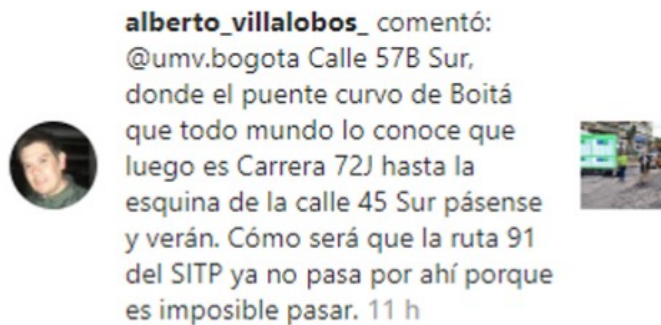 alberto_villalobos_ comentó:
@umv.bogota Calle 57B Sur,
donde el puente curvo de Boitá
que todo mundo lo conoce que
luego es Carrera 72J hasta la
esquina de la calle 45 Sur pásense
y verán. Cómo será que la ruta 91
del SITP ya no pasa por ahí porque
es imposible pasar. 11 h